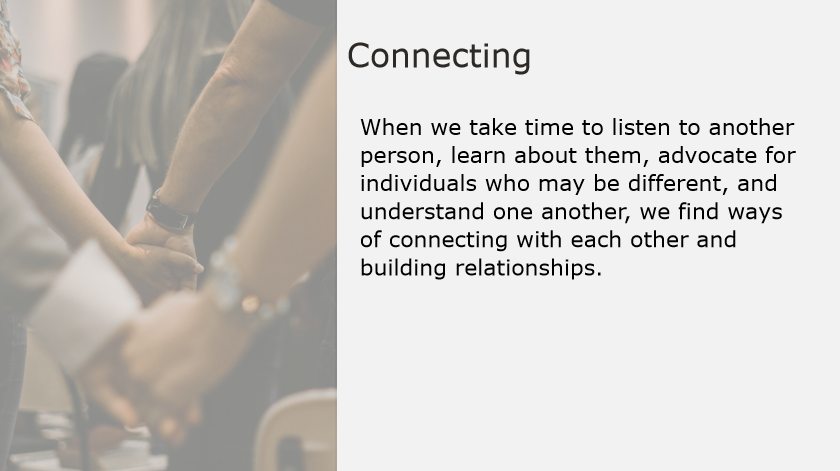 Connecting
When we take time to listen to another
person, learn about them, advocate for
individuals who may be different, and
understand one another, we find ways
of connecting with each other and
building relationships.